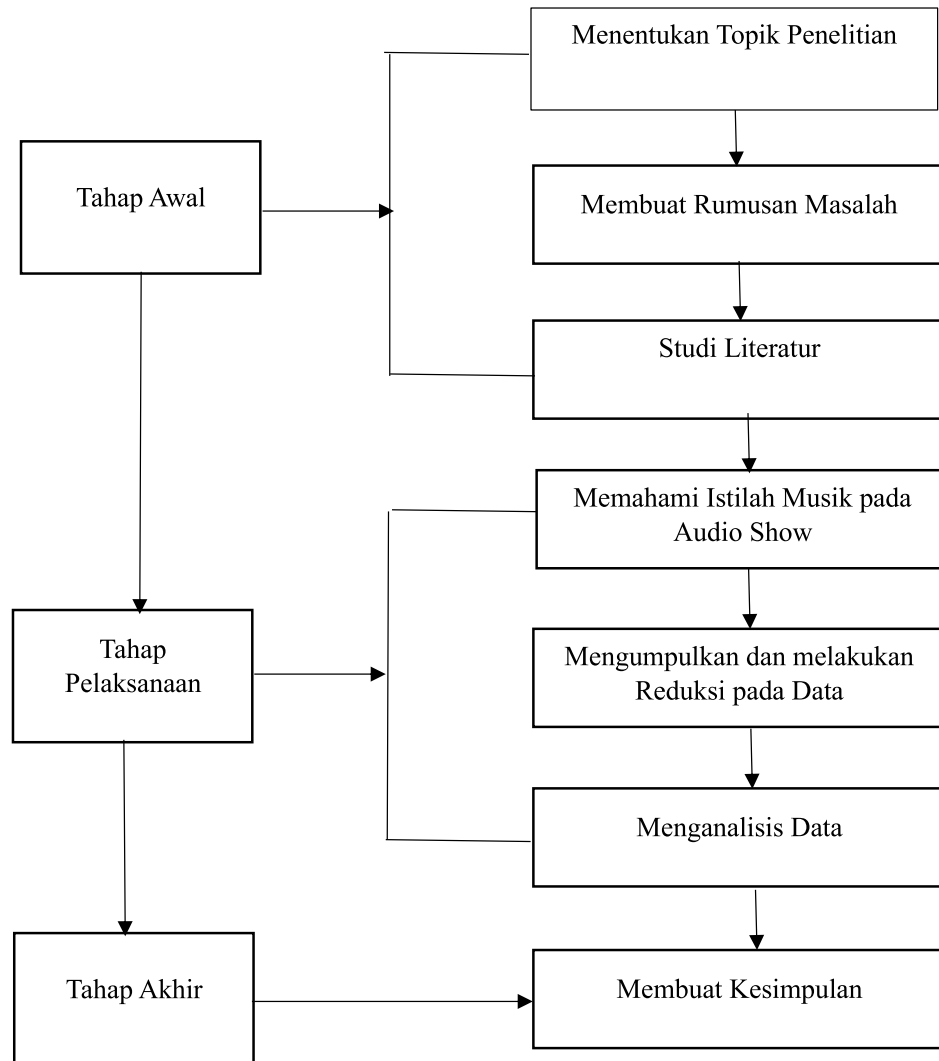 Menentukan Topik Penelitian
Tahap Awal
Membuat Rumusan Masalah
Studi Literatur
Memahami Istilah Musik pada
Audio Show
Tahap
Pelaksanaan
Mengumpulkan dan melakukan
Reduksi pada Data
Menganalisis Data
Tahap Akhir
Membuat Kesimpulan